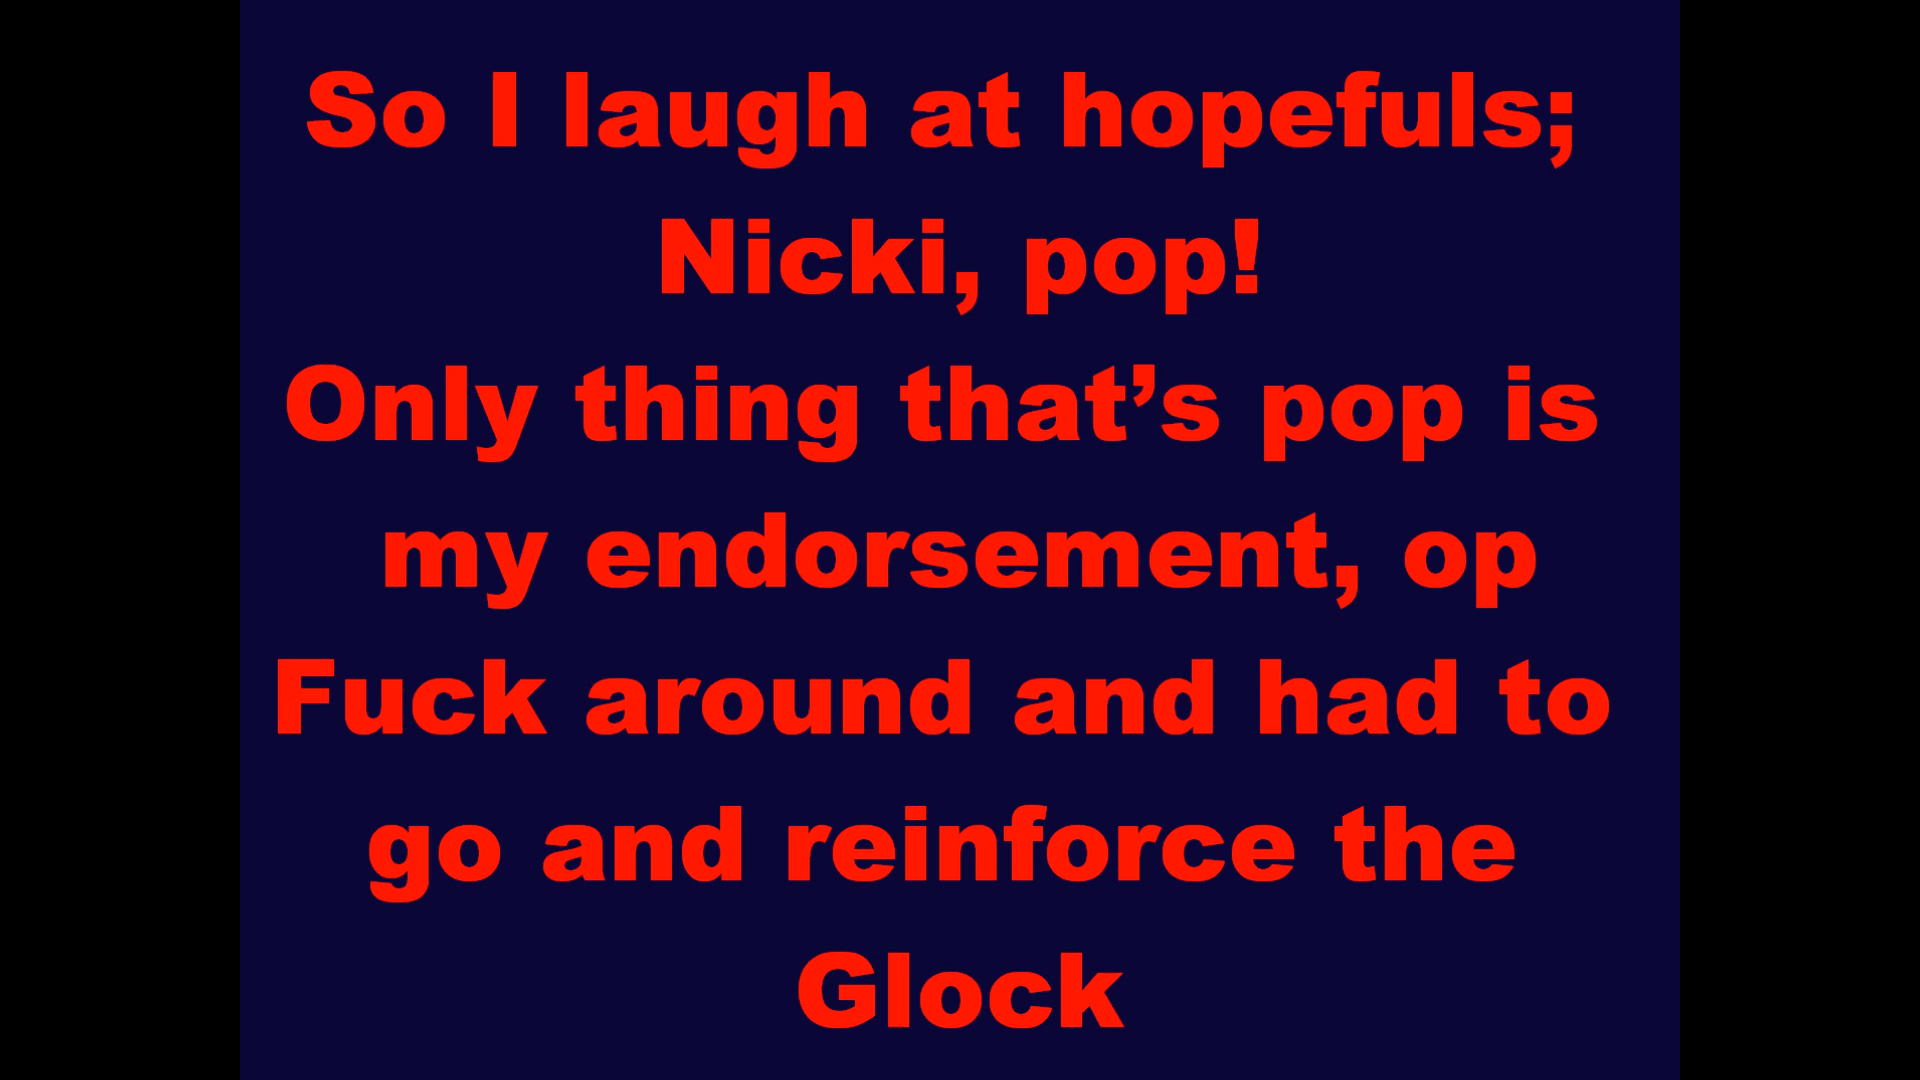 So I laugh at hopefuls;
Nicki, pop!
Only thing that’s pop is
my endorsement, op
Fuck around and had to
go and reinforce the
Glock